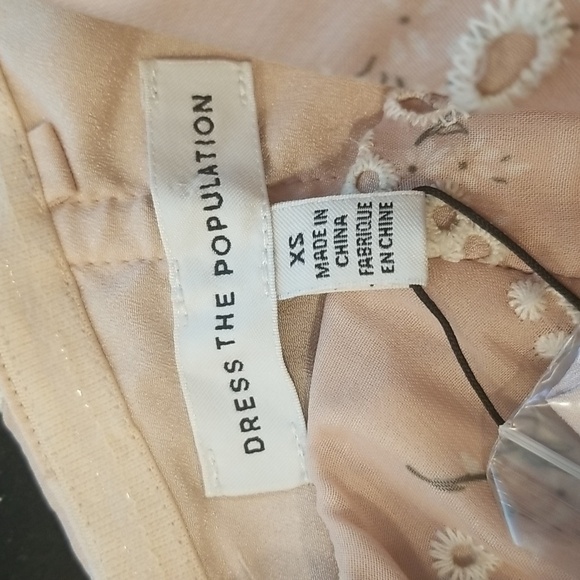 DRESS THE POPULATION
XS
MADE IN
CHINA
FABRIQUE
EN CHINE